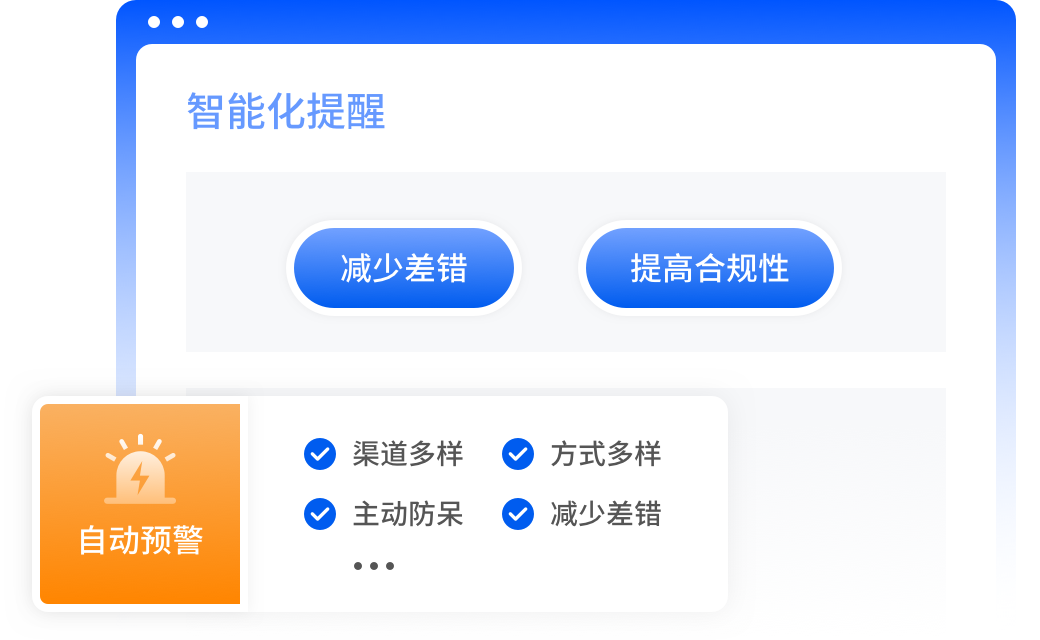 智能化提醒
减少差错 提高合规性
自动预警
渠道多样 方式多样
主动防呆 减少差错
•••